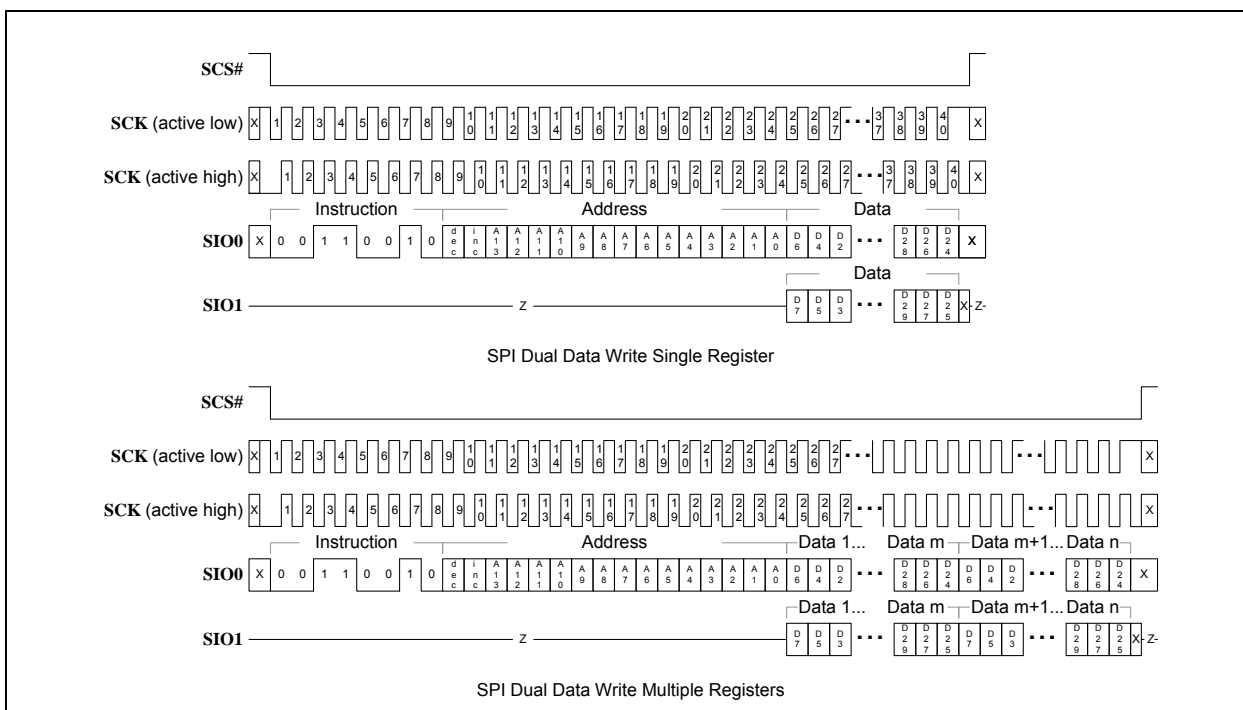 SCS#
SCK (active low) X 1 2 3 4 5 6 7 8 9 10 11 12 13 14 15 16 17 18 19 20 21 22 23 24 25 26 27 ... 37 38 39 40 X
SCK (active high) X 1 2 3 4 5 6 7 8 9 10 11 12 13 14 15 16 17 18 19 20 21 22 23 24 25 26 27 ... 37 38 39 40 X
Instruction Address Data
SIO0 X 0 0 1 1 0 0 1 0 dec inc A13 A12 A11 A10 A9 A8 A7 A6 A5 A4 A3 A2 A1 A0 D6 D4 D2 ... D28 D26 D24 X
Data
SIO1 Z D7 D5 D3 ... D29 D27 D25 X Z
SPI Dual Data Write Single Register
SCS#
SCK (active low) X 1 2 3 4 5 6 7 8 9 10 11 12 13 14 15 16 17 18 19 20 21 22 23 24 25 26 27 ... ... X
SCK (active high) X 1 2 3 4 5 6 7 8 9 10 11 12 13 14 15 16 17 18 19 20 21 22 23 24 25 26 27 ... ... X
Instruction Address Data 1... Data m Data m+1... Data n
SIO0 X 0 0 1 1 0 0 1 0 dec inc A13 A12 A11 A10 A9 A8 A7 A6 A5 A4 A3 A2 A1 A0 D6 D4 D2 ... D28 D26 D24 D6 D4 D2 ... D28 D26 D24 X
Data 1... Data m Data m+1... Data n
SIO1 Z D7 D5 D3 ... D29 D27 D25 D7 D5 D3 ... D29 D27 D25 X Z
SPI Dual Data Write Multiple Registers